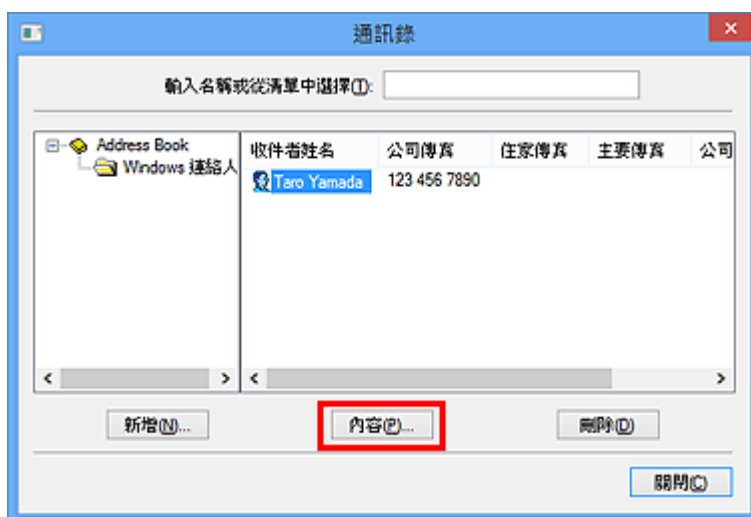 通訊錄
輸入名稱或從清單中選擇(T):
Address Book
Windows 連絡人
收件者姓名 公司傳真 住家傳真 主要傳真 公司
Taro Yamada 123 456 7890
新增(N)... 內容(P)... 刪除(D)
關閉(C)